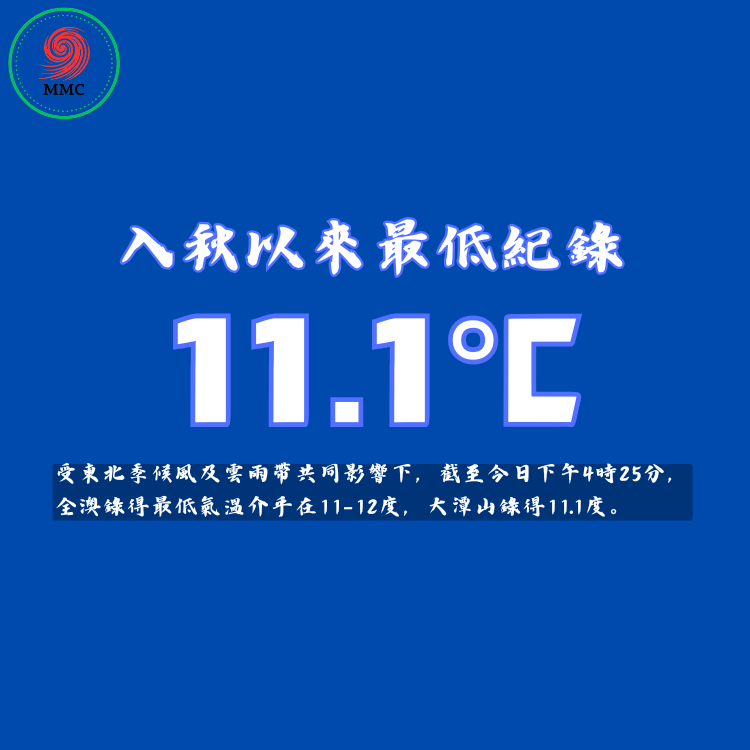 MMC
入秋以來最低紀錄
11.1℃
受東北季候風及雲雨帶共同影響下，截至今日下午4時25分，
全澳錄得最低氣溫介乎在11-12度，大潭山錄得11.1度。